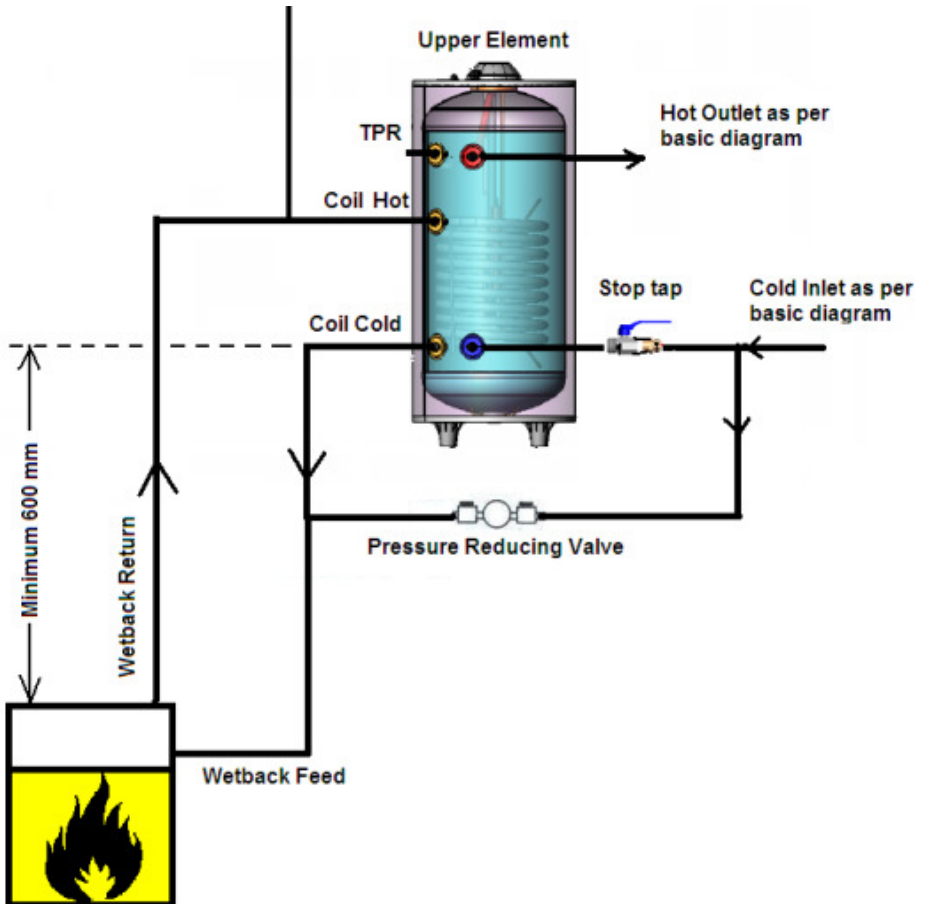 Upper Element
Hot Outlet as per
basic diagram
TPR
Coil Hot
Stop tap
Cold Inlet as per
basic diagram
Coil Cold
Minimum 600 mm
Wetback Return
Pressure Reducing Valve
Wetback Feed